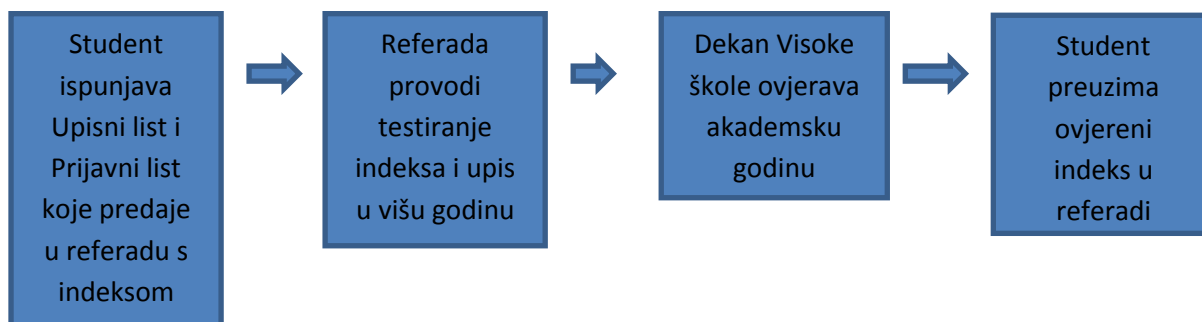 Student
ispunjava
Upisni list i
Prijavni list
koje predaje
u referadu s
indeksom
Referada
provodi
testiranje
indeksa i upis
u višu godinu
Dekan Visoke
škole ovjerava
akademsku
godinu
Student
preuzima
ovjereni
indeks u
referadi